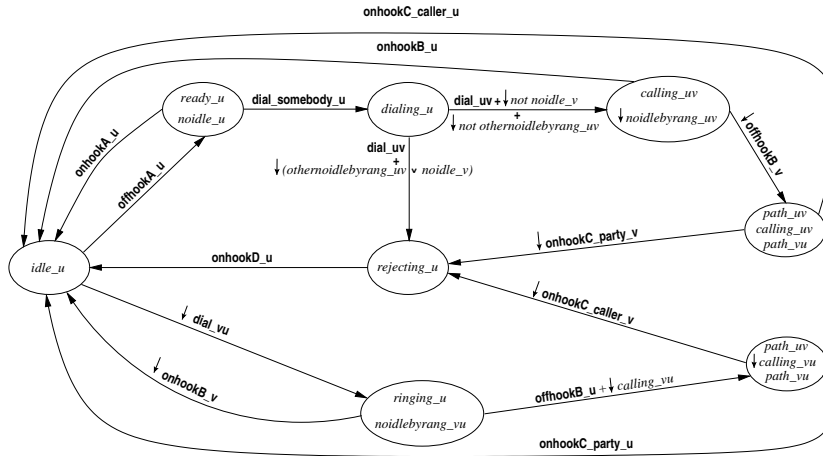 onhookC_caller_u
onhookB_u
ready_u
noidle_u
dial_somebody_u
dialing_u
dial_uv + ↓ not noidle_v
+
↓ not othernoidlebyrang_uv
calling_uv
↓ noidlebyrang_uv
onhookA_u
offhookA_u
dial_uv
+
↓ (othernoidlebyrang_uv v noidle_v)
↓ offhookB_v
path_uv
calling_uv
path_vu
↓ onhookC_party_v
idle_u
onhookD_u
rejecting_u
↓ onhookC_caller_v
↓ dial_vu
↓ onhookB_v
path_uv
↓ calling_vu
path_vu
ringing_u
noidlebyrang_vu
offhookB_u + ↓ calling_vu
onhookC_party_u